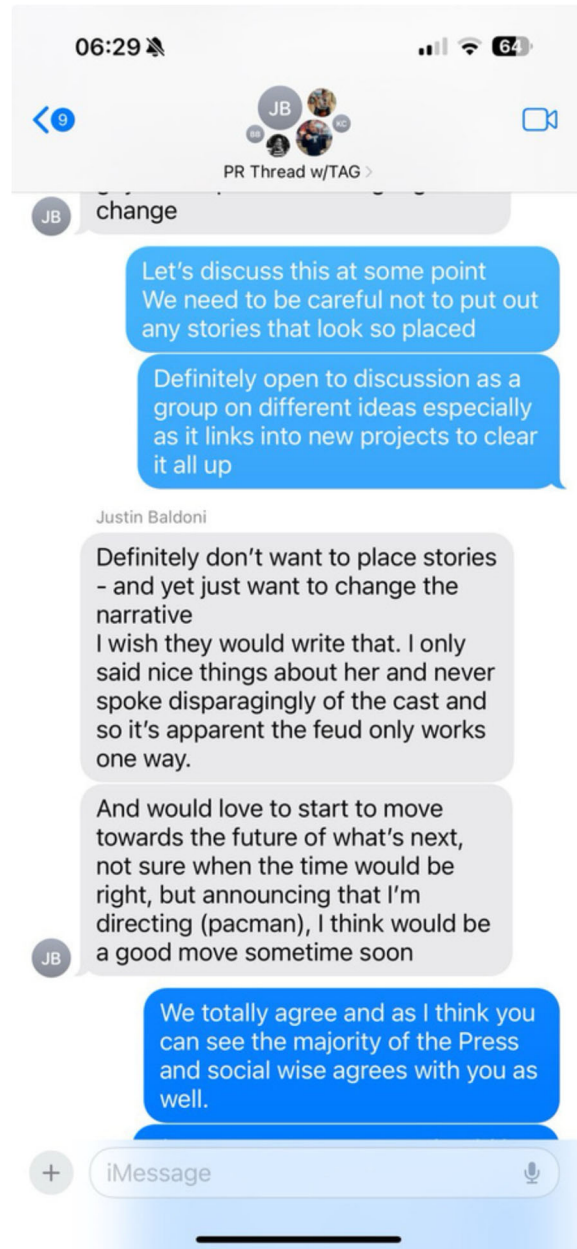 06:29
64
9
JB
BB
KC
PR Thread w/TAG
change
JB
Let's discuss this at some point
We need to be careful not to put out
any stories that look so placed
Definitely open to discussion as a
group on different ideas especially
as it links into new projects to clear
it all up
Justin Baldoni
Definitely don't want to place stories
- and yet just want to change the
narrative
I wish they would write that. I only
said nice things about her and never
spoke disparagingly of the cast and
so it's apparent the feud only works
one way.
And would love to start to move
towards the future of what's next,
not sure when the time would be
right, but announcing that I'm
directing (pacman), I think would be
a good move sometime soon
JB
We totally agree and as I think you
can see the majority of the Press
and social wise agrees with you as
well.
iMessage